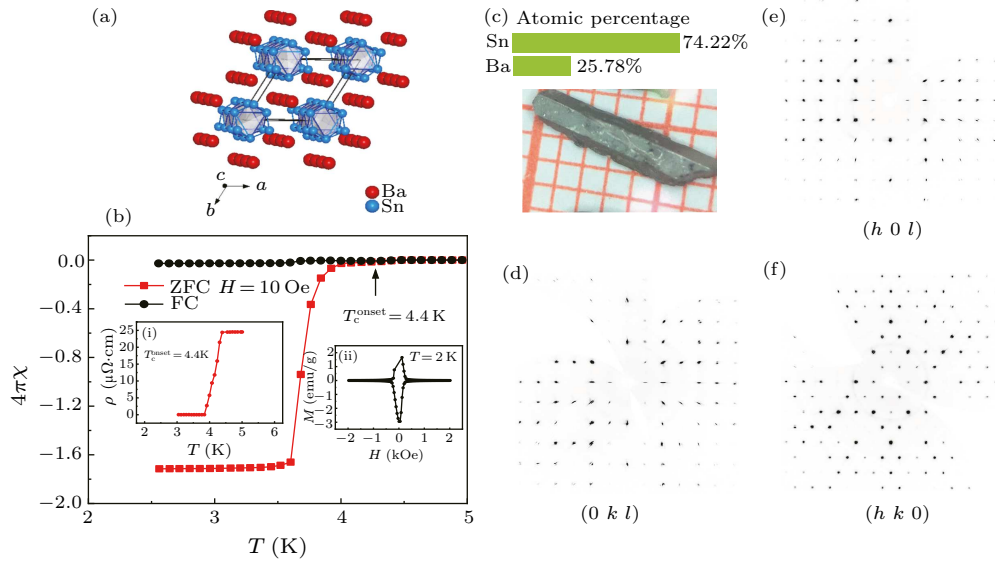 (a)
c
a
b
Ba
Sn
(b)
0.0
−0.4
−0.8
−1.2
−1.6
−2.0
4πχ
2
3
4
5
T (K)
ZFC H = 10 Oe
FC
T_c^onset = 4.4 K
(i)
T_c^onset = 4.4K
25
20
15
10
5
0
ρ (μΩ·cm)
2
3
4
5
6
T (K)
(ii)
T = 2 K
2
1
0
−1
−2
−3
M (emu/g)
−2
−1
0
1
2
H (kOe)
(c) Atomic percentage
Sn 74.22%
Ba 25.78%
(d)
(0 k l)
(e)
(h 0 l)
(f)
(h k 0)